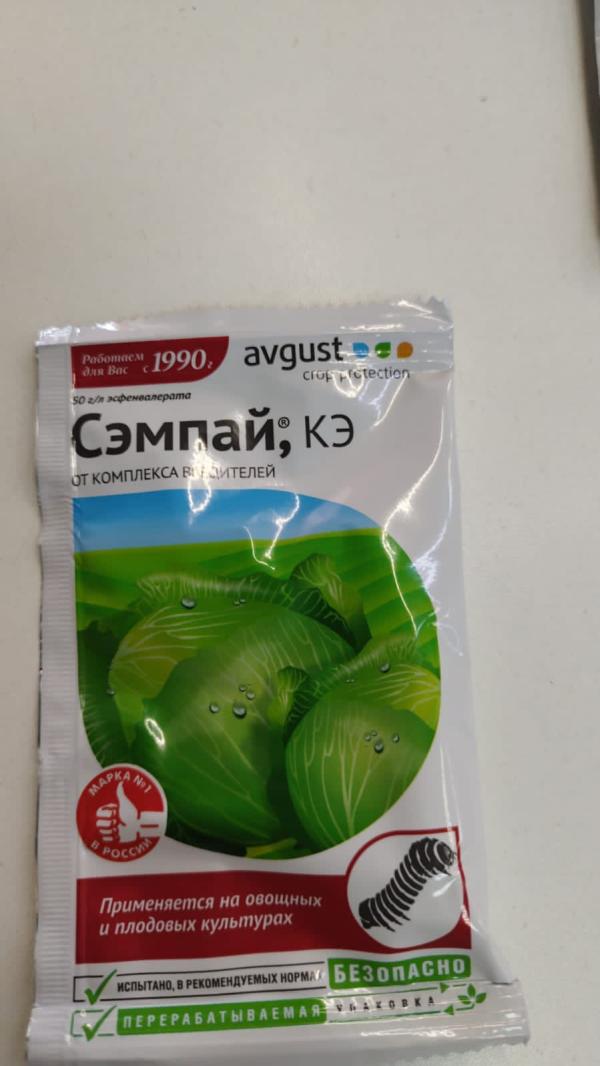 Работаем
для Вас с 1990 г.
avgust
crop protection
50 г/л эсфенвалерата
Сэмпай®, КЭ
ОТ КОМПЛЕКСА ВРЕДИТЕЛЕЙ
МАРКА №1
В РОССИИ
Применяется на овощных
и плодовых культурах
ИСПЫТАНО, В РЕКОМЕНДУЕМЫХ НОРМАХ БЕЗОПАСНО
ПЕРЕРАБАТЫВАЕМАЯ УПАКОВКА